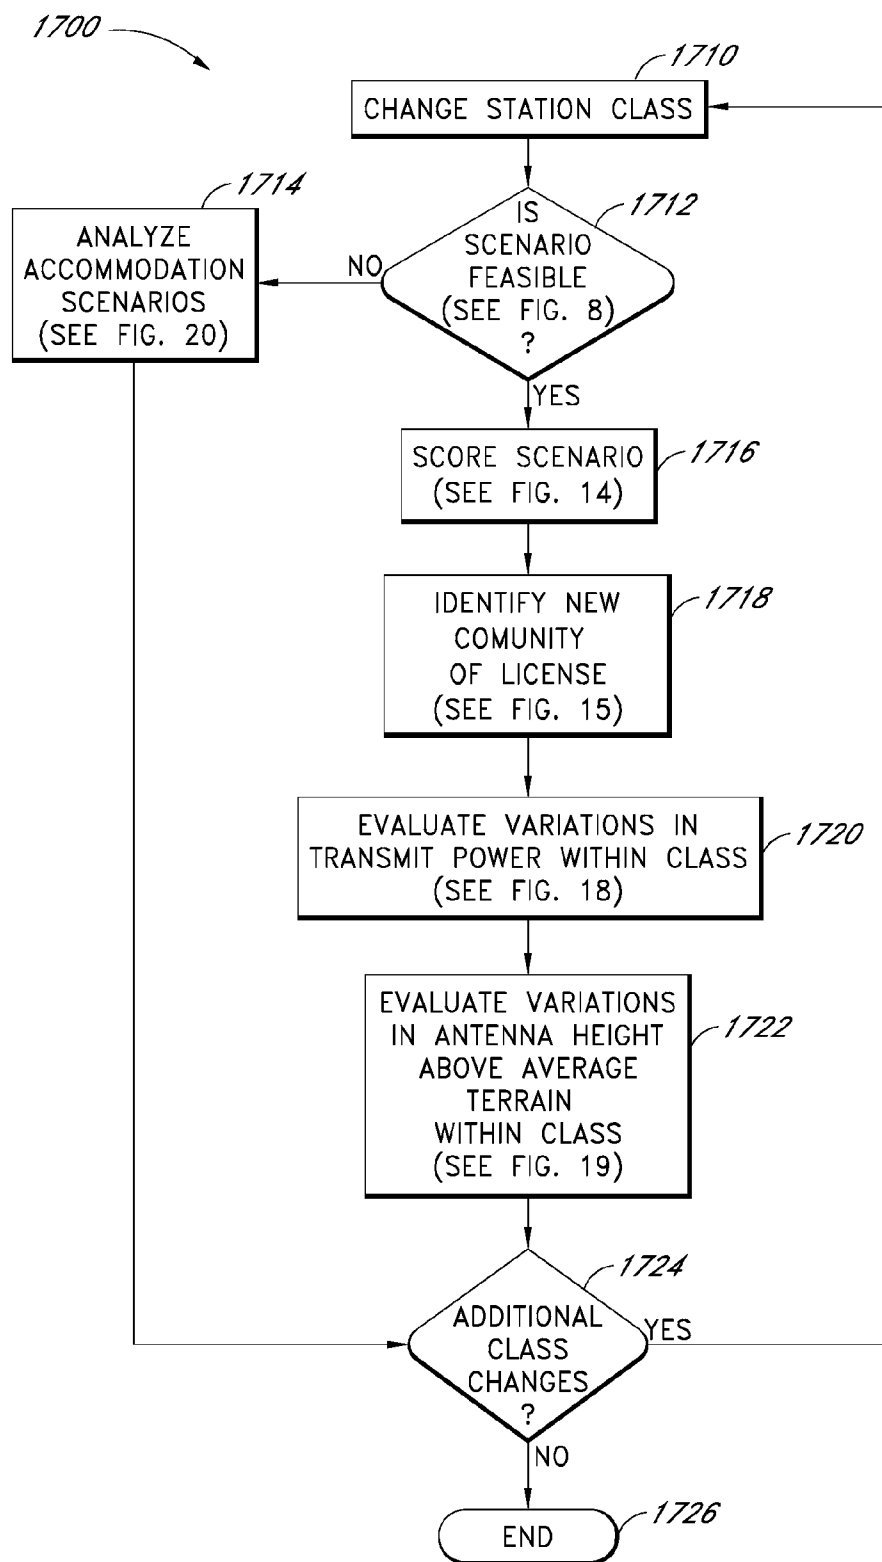 1700
1710
CHANGE STATION CLASS
1712
IS
SCENARIO
FEASIBLE
(SEE FIG. 8)
?
NO
YES
1714
ANALYZE
ACCOMMODATION
SCENARIOS
(SEE FIG. 20)
SCORE SCENARIO
(SEE FIG. 14)
1716
IDENTIFY NEW
COMUNITY
OF LICENSE
(SEE FIG. 15)
1718
EVALUATE VARIATIONS IN
TRANSMIT POWER WITHIN CLASS
(SEE FIG. 18)
1720
EVALUATE VARIATIONS
IN ANTENNA HEIGHT
ABOVE AVERAGE
TERRAIN
WITHIN CLASS
(SEE FIG. 19)
1722
1724
ADDITIONAL
CLASS
CHANGES
?
YES
NO
END
1726